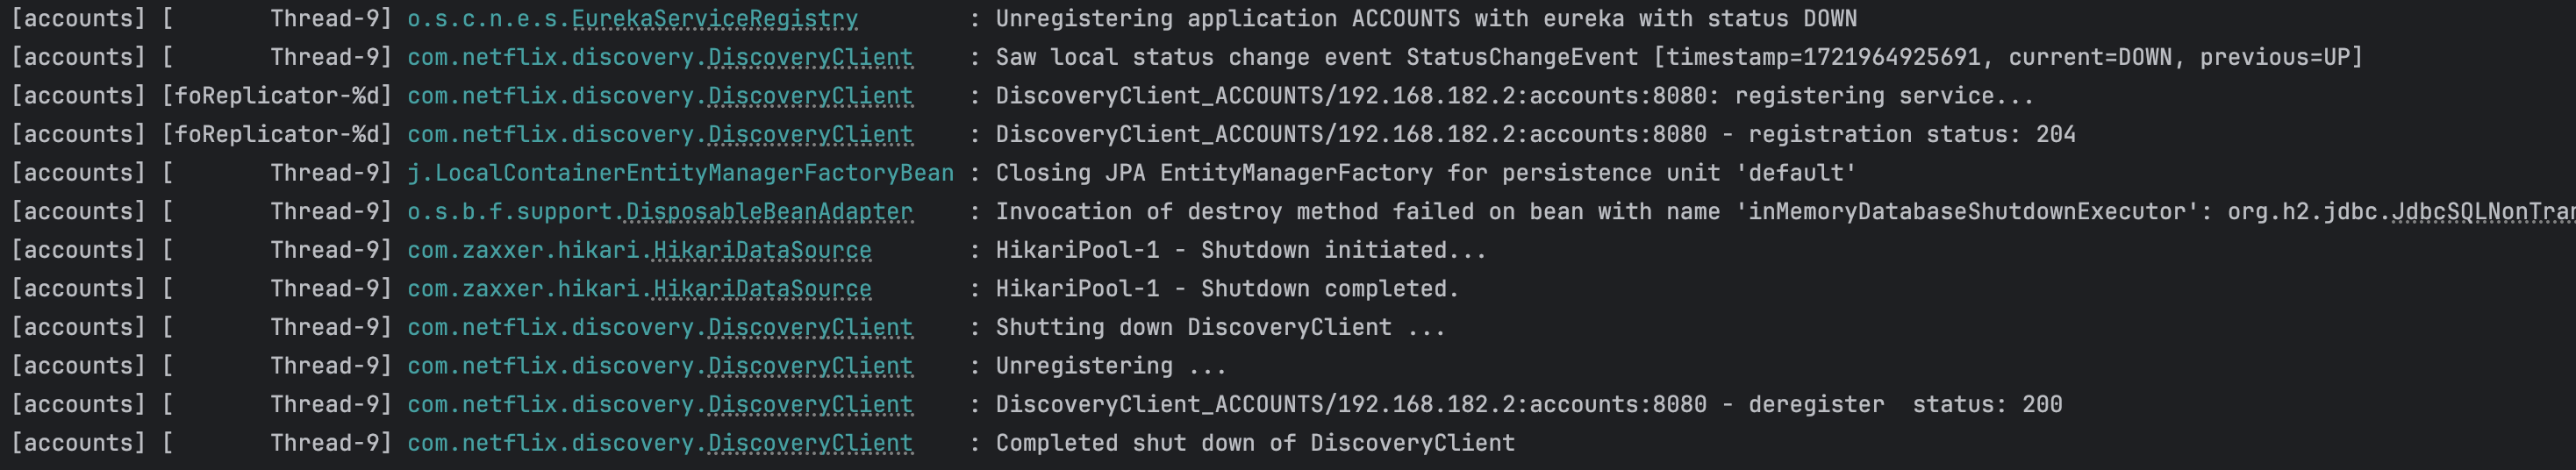 [accounts] [       Thread-9] o.s.c.n.e.s.EurekaServiceRegistry        : Unregistering application ACCOUNTS with eureka with status DOWN
[accounts] [       Thread-9] com.netflix.discovery.DiscoveryClient    : Saw local status change event StatusChangeEvent [timestamp=1721964925691, current=DOWN, previous=UP]
[accounts] [foReplicator-%d] com.netflix.discovery.DiscoveryClient    : DiscoveryClient_ACCOUNTS/192.168.182.2:accounts:8080: registering service...
[accounts] [foReplicator-%d] com.netflix.discovery.DiscoveryClient    : DiscoveryClient_ACCOUNTS/192.168.182.2:accounts:8080 - registration status: 204
[accounts] [       Thread-9] j.LocalContainerEntityManagerFactoryBean : Closing JPA EntityManagerFactory for persistence unit 'default'
[accounts] [       Thread-9] o.s.b.f.support.DisposableBeanAdapter    : Invocation of destroy method failed on bean with name 'inMemoryDatabaseShutdownExecutor': org.h2.jdbc.JdbcSQLNonTran
[accounts] [       Thread-9] com.zaxxer.hikari.HikariDataSource       : HikariPool-1 - Shutdown initiated...
[accounts] [       Thread-9] com.zaxxer.hikari.HikariDataSource       : HikariPool-1 - Shutdown completed.
[accounts] [       Thread-9] com.netflix.discovery.DiscoveryClient    : Shutting down DiscoveryClient ...
[accounts] [       Thread-9] com.netflix.discovery.DiscoveryClient    : Unregistering ...
[accounts] [       Thread-9] com.netflix.discovery.DiscoveryClient    : DiscoveryClient_ACCOUNTS/192.168.182.2:accounts:8080 - deregister  status: 200
[accounts] [       Thread-9] com.netflix.discovery.DiscoveryClient    : Completed shut down of DiscoveryClient